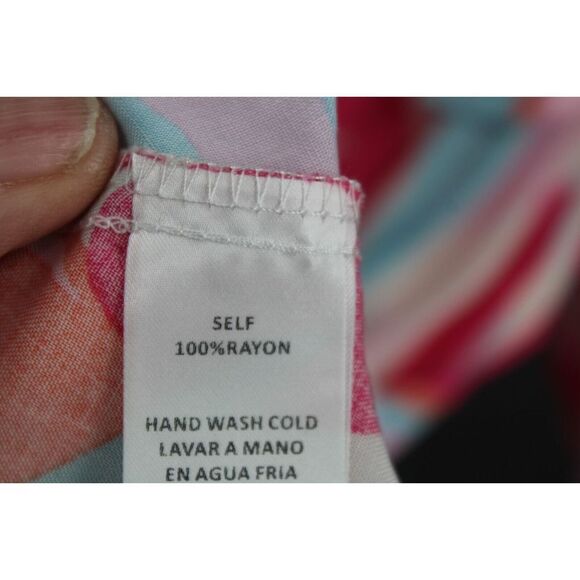 SELF
100%RAYON
HAND WASH COLD
LAVAR A MANO
EN AGUA FRIA